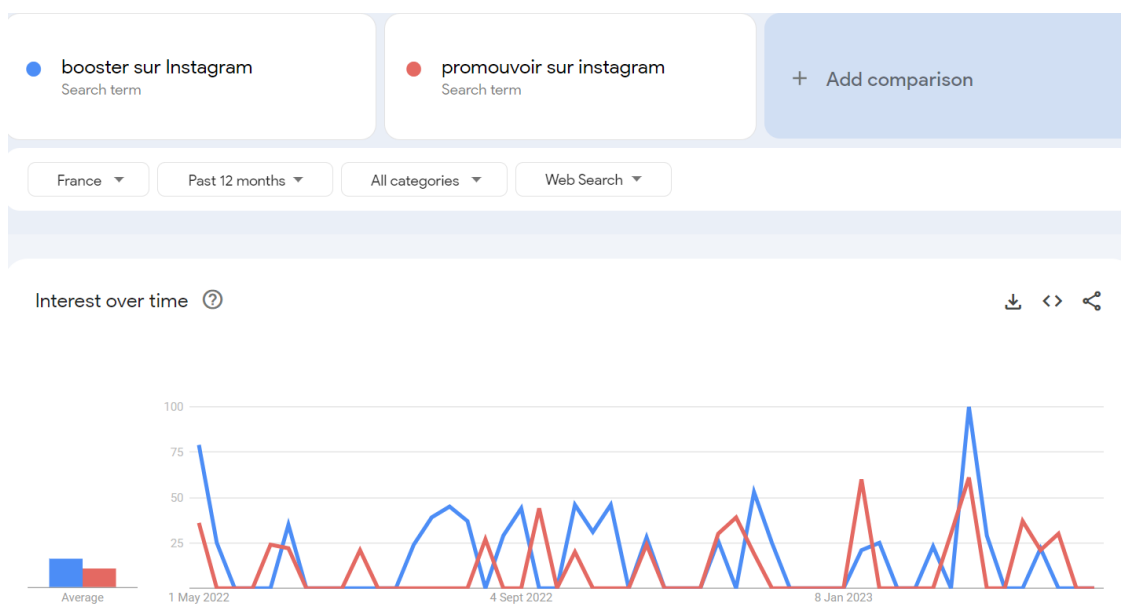 booster sur Instagram
Search term
promouvoir sur instagram
Search term
+ Add comparison
France
Past 12 months
All categories
Web Search
Interest over time
100
75
50
25
Average
1 May 2022
4 Sept 2022
8 Jan 2023